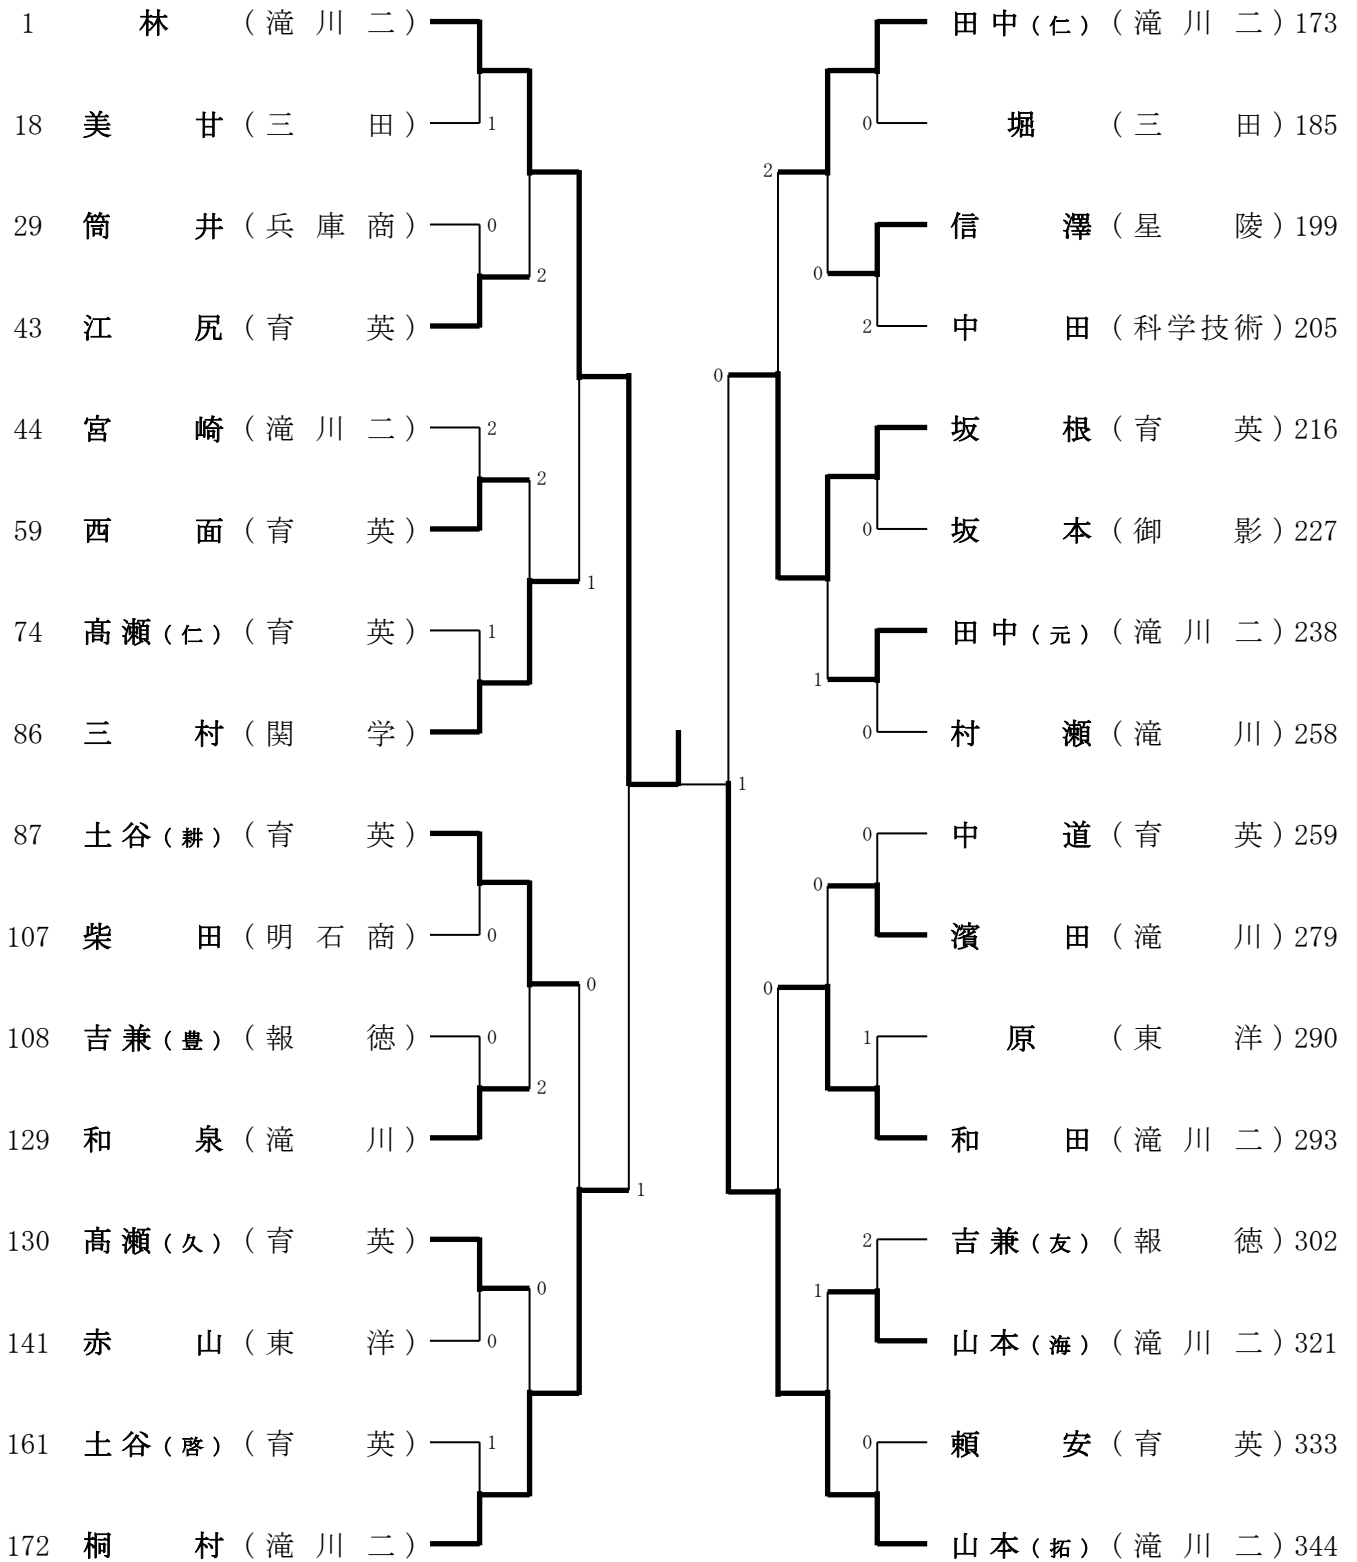 1 林 (滝川二) 田中(仁) (滝川二) 173
18 美甘 (三田) 1 0 堀 (三田) 185
2
29 筒井 (兵庫商) 0 信澤 (星陵) 199
2 0
43 江尻 (育英) 2 中田 (科学技術) 205
0
44 宮崎 (滝川二) 2 坂根 (育英) 216
2
59 西面 (育英) 0 坂本 (御影) 227
1
74 髙瀬(仁) (育英) 1 田中(元) (滝川二) 238
1
86 三村 (関学) 0 村瀬 (滝川) 258
1
87 土谷(耕) (育英) 0 中道 (育英) 259
0
107 柴田 (明石商) 0 濱田 (滝川) 279
0 0
108 吉兼(豊) (報徳) 0 1 原 (東洋) 290
2
129 和泉 (滝川) 和田 (滝川二) 293
1
130 髙瀬(久) (育英) 2 吉兼(友) (報徳) 302
0 1
141 赤山 (東洋) 0 山本(海) (滝川二) 321
161 土谷(啓) (育英) 1 0 頼安 (育英) 333
172 桐村 (滝川二) 山本(拓) (滝川二) 344